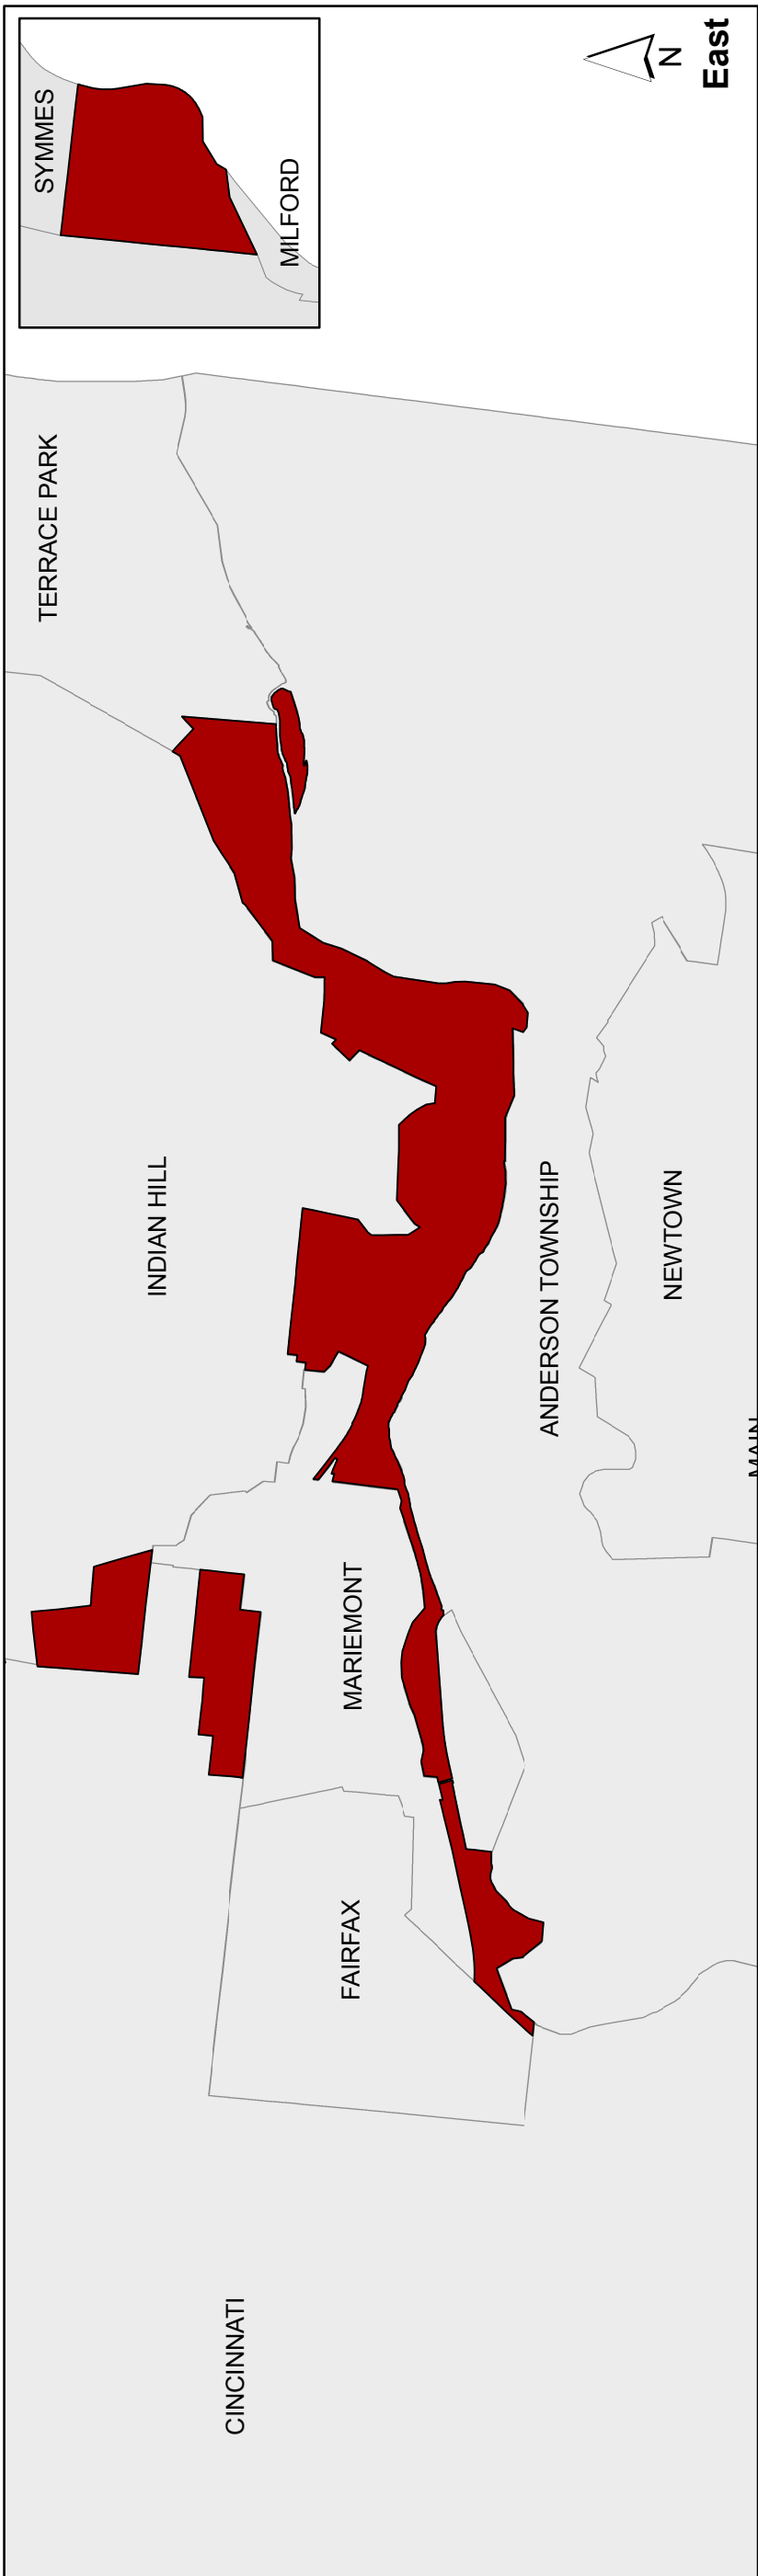 SYMMES
MILFORD
N
East
TERRACE PARK
INDIAN HILL
ANDERSON TOWNSHIP
NEWTOWN
MARIEMONT
FAIRFAX
CINCINNATI